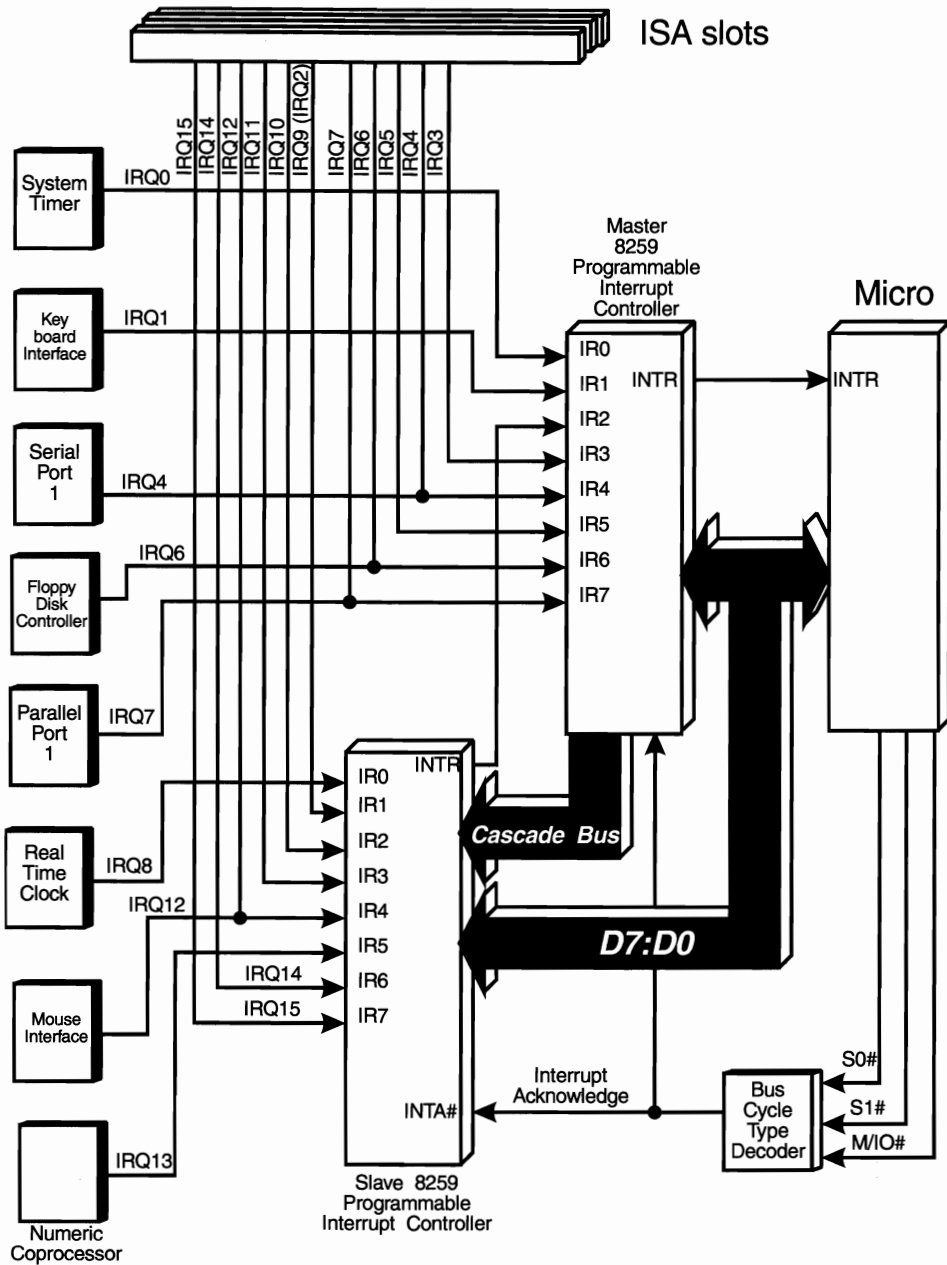 ISA slots
IRQ15
IRQ14
IRQ12
IRQ11
IRQ10
IRQ9 (IRQ2)
IRQ7
IRQ6
IRQ5
IRQ4
IRQ3
System
Timer
IRQ0
Key
board
Interface
IRQ1
Serial
Port
1
IRQ4
Floppy
Disk
Controller
IRQ6
Parallel
Port
1
IRQ7
Real
Time
Clock
IRQ8
Mouse
Interface
IRQ12
Numeric
Coprocessor
IRQ13
IRQ14
IRQ15
Master
8259
Programmable
Interrupt
Controller
IR0
IR1
IR2
IR3
IR4
IR5
IR6
IR7
INTR
Micro
INTR
INTR
IR0
IR1
IR2
IR3
IR4
IR5
IR6
IR7
INTA#
Slave 8259
Programmable
Interrupt Controller
Cascade Bus
D7:D0
Interrupt
Acknowledge
Bus
Cycle
Type
Decoder
S0#
S1#
M/IO#